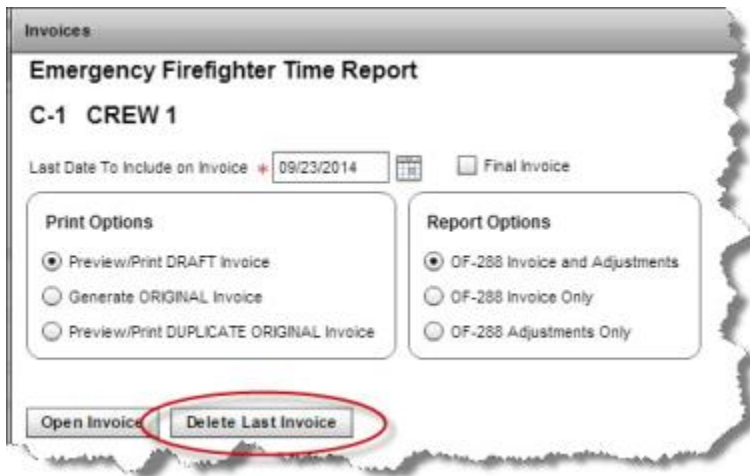 Invoices
Emergency Firefighter Time Report
C-1 CREW 1
Last Date To Include on Invoice * 09/23/2014 Final Invoice
Print Options
Preview/Print DRAFT Invoice
Generate ORIGINAL Invoice
Preview/Print DUPLICATE ORIGINAL Invoice
Report Options
OF-288 Invoice and Adjustments
OF-288 Invoice Only
OF-288 Adjustments Only
Open Invoice Delete Last Invoice